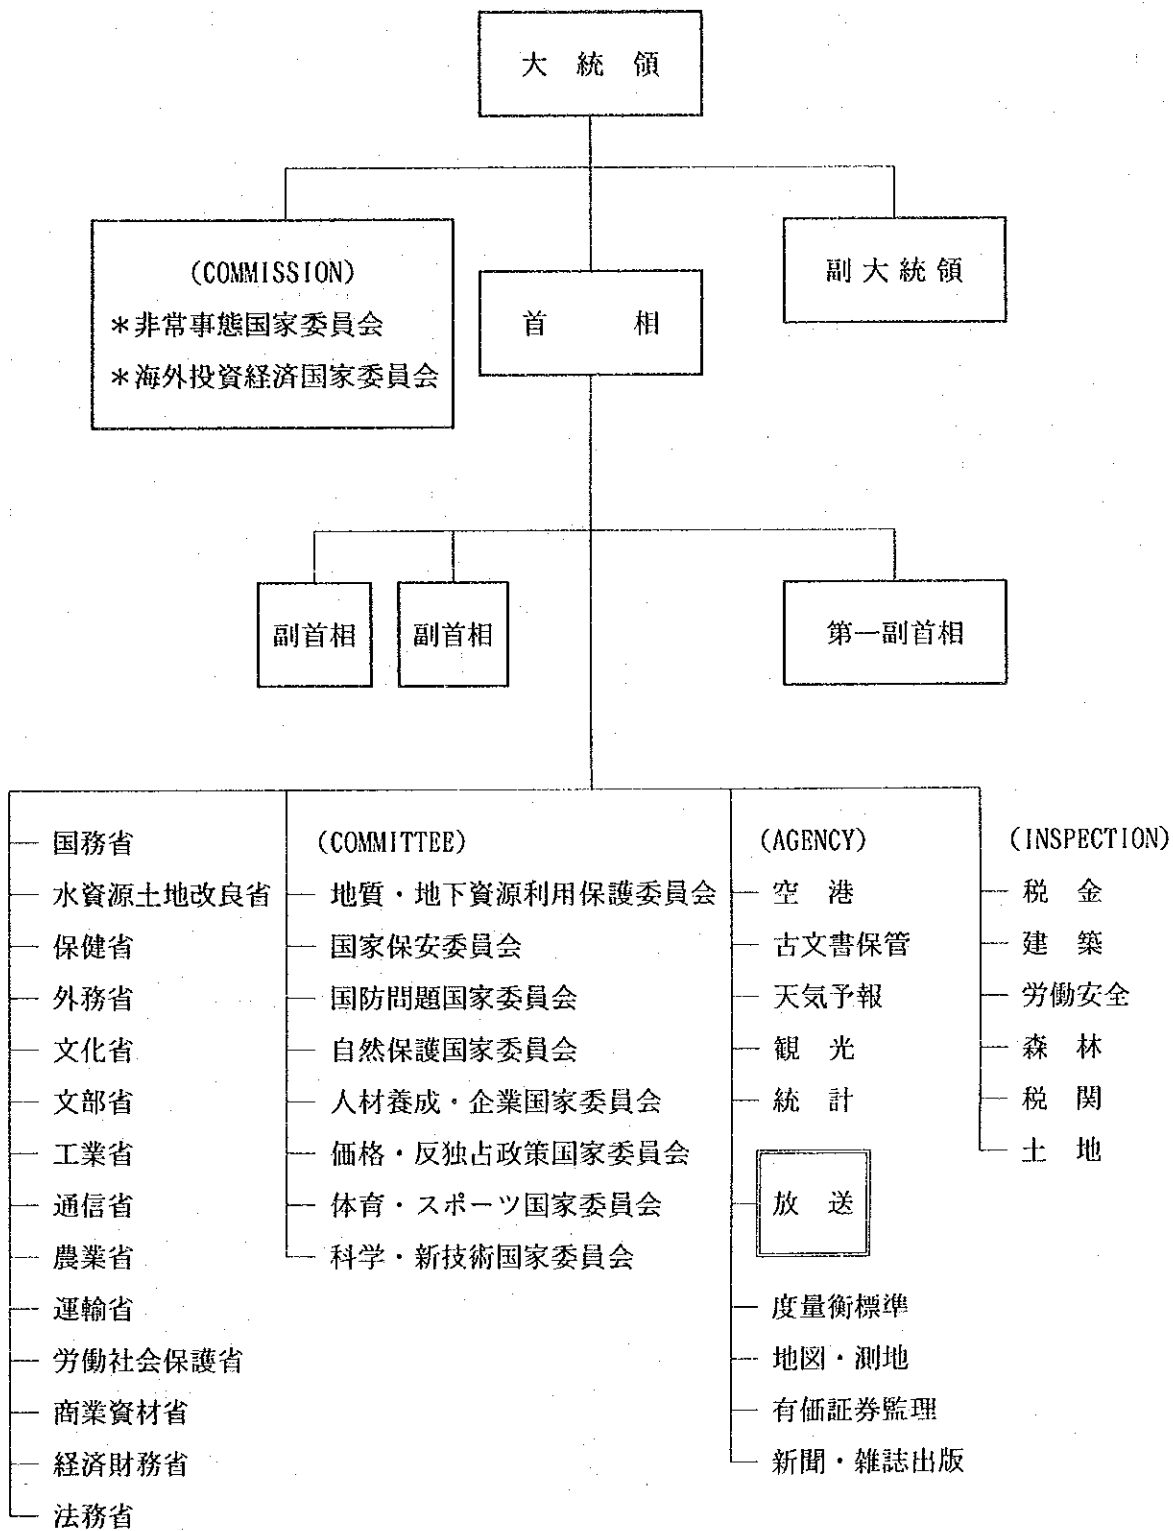 大統領
(COMMISSION)
*非常事態国家委員会
*海外投資経済国家委員会
首相
副大統領
副首相
副首相
第一副首相
国務省
水資源土地改良省
保健省
外務省
文化省
文部省
工業省
通信省
農業省
運輸省
労働社会保護省
商業資材省
経済財務省
法務省
(COMMITTEE)
地質・地下資源利用保護委員会
国家保安委員会
国防問題国家委員会
自然保護国家委員会
人材養成・企業国家委員会
価格・反独占政策国家委員会
体育・スポーツ国家委員会
科学・新技術国家委員会
(AGENCY)
空港
古文書保管
天気予報
観光
統計
放送
度量衡標準
地図・測地
有価証券監理
新聞・雑誌出版
(INSPECTION)
税金
建築
労働安全
森林
税関
土地